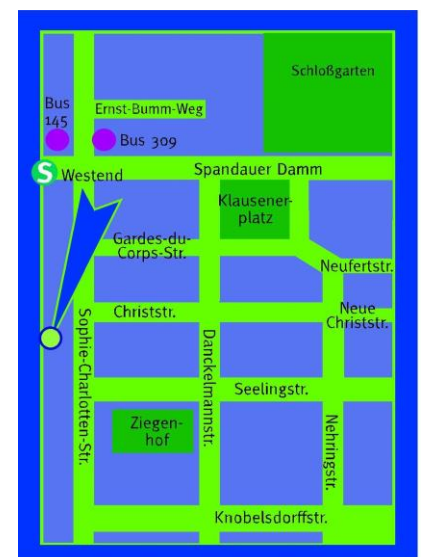 Schloßgarten
Bus
145
Ernst-Bumm-Weg
Bus 309
S Westend
Spandauer Damm
Klausener-
platz
Gardes-du-
Corps-Str.
Neufertstr.
Christstr.
Neue
Christstr.
Sophie-Charlotten-Str.
Danckelmannstr.
Seelingstr.
Ziegen-
hof
Nehringstr.
Knobelsdorffstr.